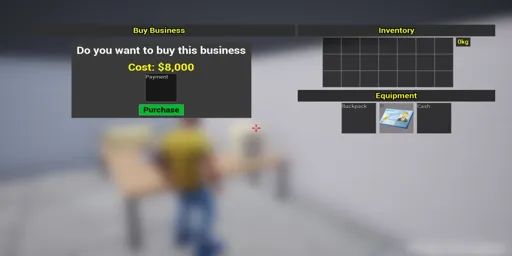 Buy Business
Do you want to buy this business
Cost: $8,000
Payment
Purchase
Inventory
0kg
Equipment
Backpack
Cash